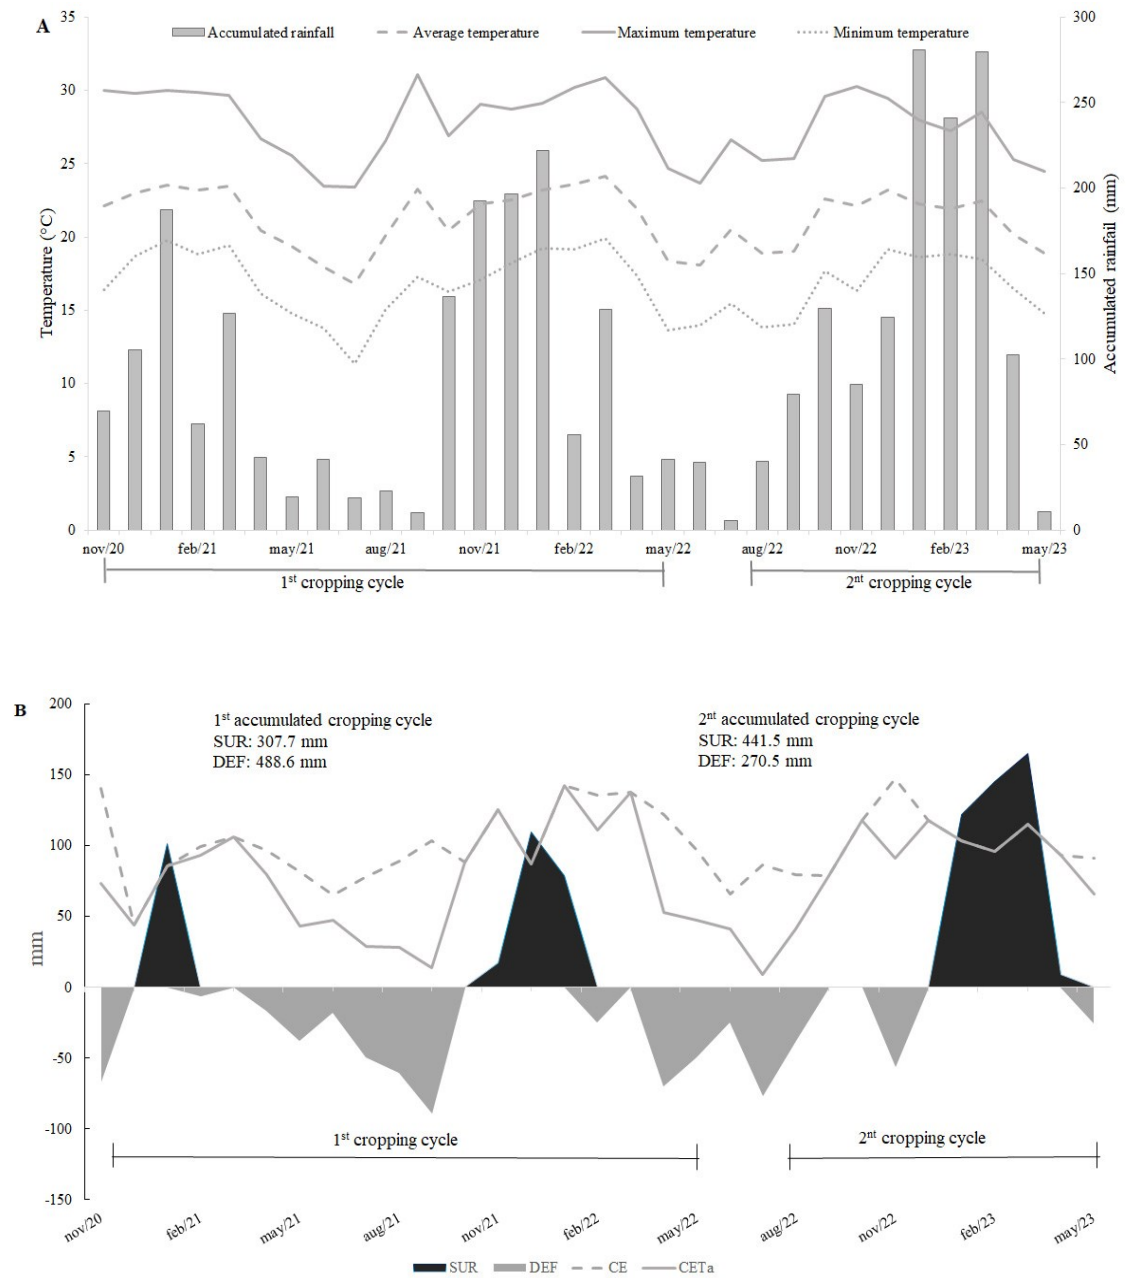 A
Accumulated rainfall
Average temperature
Maximum temperature
Minimum temperature
35
30
25
20
15
10
5
0
Temperature (°C)
300
250
200
150
100
50
0
Accumulated rainfail (mm)
nov/20 feb/21 may/21 aug/21 nov/21 feb/22 may/22 aug/22 nov/22 feb/23 may/23
1st cropping cycle
2nt cropping cycle
B
200
150
100
50
0
-50
-100
-150
mm
1st accumulated cropping cycle
SUR: 307.7 mm
DEF: 488.6 mm
2nt accumulated cropping cycle
SUR: 441.5 mm
DEF: 270.5 mm
1st cropping cycle
2nt cropping cycle
nov/20 feb/21 may/21 aug/21 nov/21 feb/22 may/22 aug/22 nov/22 feb/23 may/23
SUR DEF CE CETa